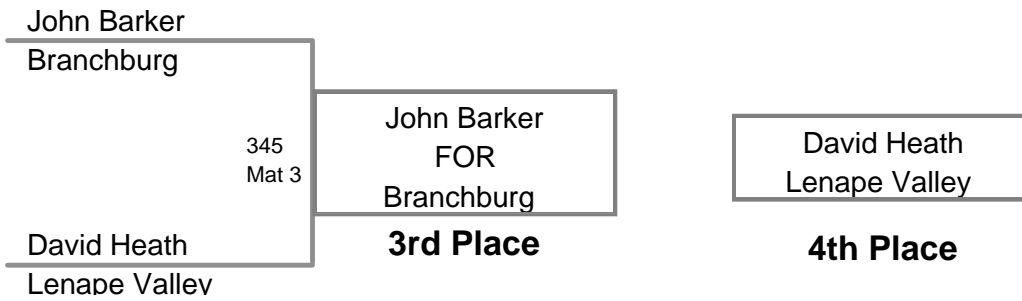 John Barker
Branchburg
345
Mat 3
David Heath
Lenape Valley
John Barker
FOR
Branchburg
3rd Place
David Heath
Lenape Valley
4th Place